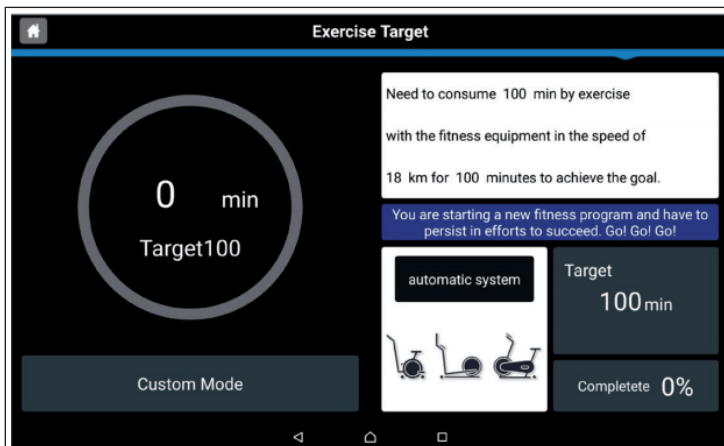 Exercise Target
0 min
Target100
Custom Mode
Need to consume 100 min by exercise
with the fitness equipment in the speed of
18 km for 100 minutes to achieve the goal.
You are starting a new fitness program and have to
persist in efforts to succeed. Go! Go! Go!
automatic system
Target
100 min
Completete 0%